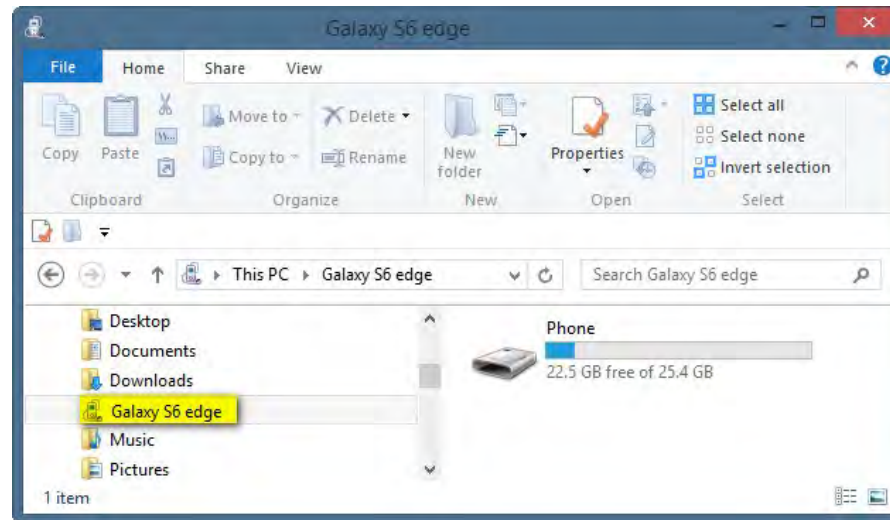 Galaxy S6 edge
File Home Share View
Copy
Paste
Move to
Copy to
Delete
Rename
New folder
Properties
Select all
Select none
Invert selection
Clipboard Organize New Open Select
This PC Galaxy S6 edge
Search Galaxy S6 edge
Desktop
Documents
Downloads
Galaxy S6 edge
Music
Pictures
Phone
22.5 GB free of 25.4 GB
1 item